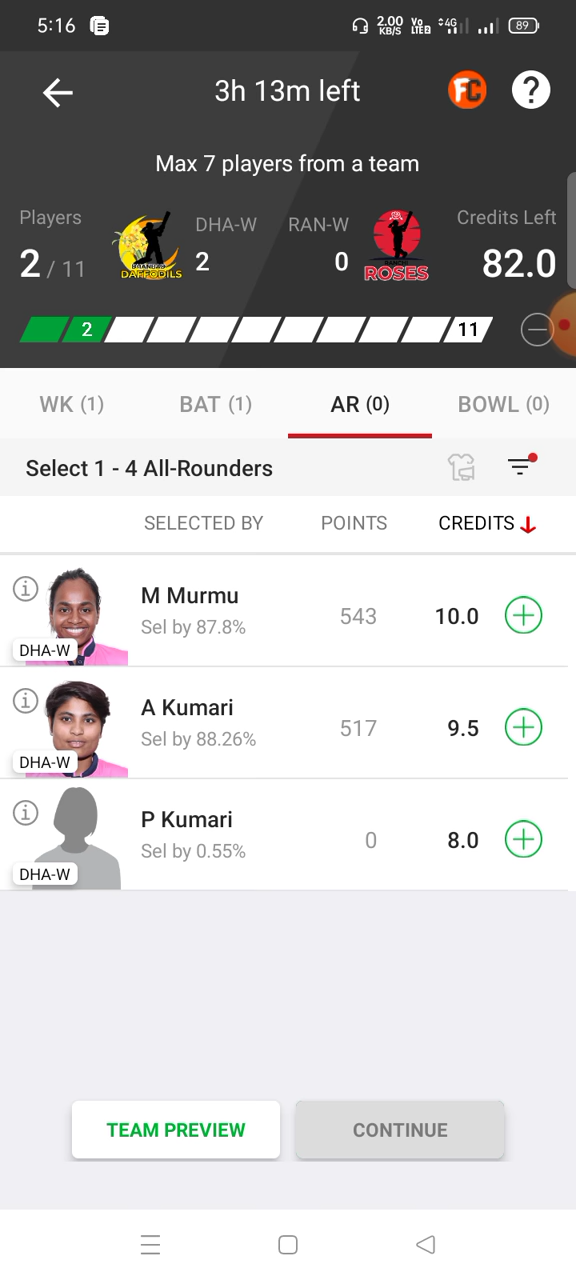 5:16
2.00 KB/S
Vo LTE2
4G
89
3h 13m left
FC
?
Max 7 players from a team
Players
DHA-W
RAN-W
Credits Left
2 / 11
DAFFODILS
2
0
ROSES
82.0
2
11
WK (1)
BAT (1)
AR (0)
BOWL (0)
Select 1 - 4 All-Rounders
SELECTED BY
POINTS
CREDITS
M Murmu
Sel by 87.8%
543
10.0
DHA-W
A Kumari
Sel by 88.26%
517
9.5
DHA-W
P Kumari
Sel by 0.55%
0
8.0
DHA-W
TEAM PREVIEW
CONTINUE